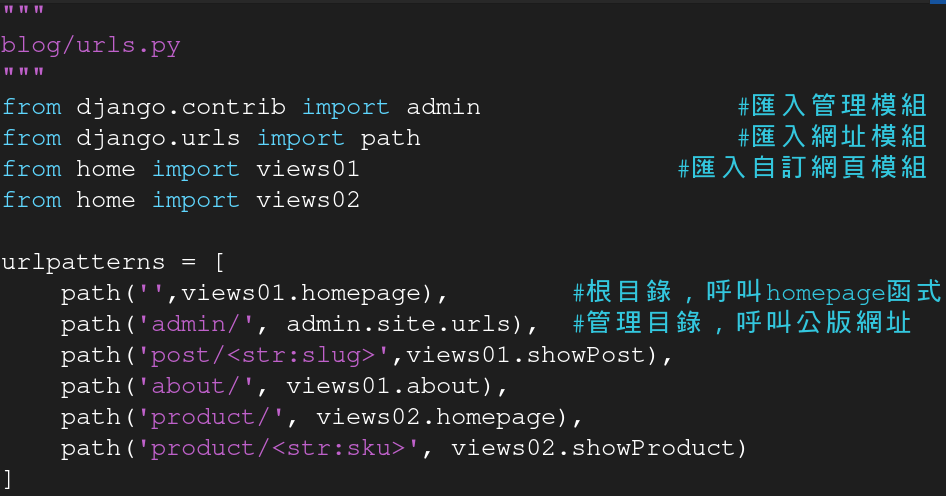 """
blog/urls.py
"""
from django.contrib import admin                 #匯入管理模組
from django.urls import path                     #匯入網址模組
from home import views01                     #匯入自訂網頁模組
from home import views02
urlpatterns = [
    path('',views01.homepage),        #根目錄，呼叫homepage函式
    path('admin/', admin.site.urls),  #管理目錄，呼叫公版網址
    path('post/<str:slug>',views01.showPost),
    path('about/', views01.about),
    path('product/', views02.homepage),
    path('product/<str:sku>', views02.showProduct)
]